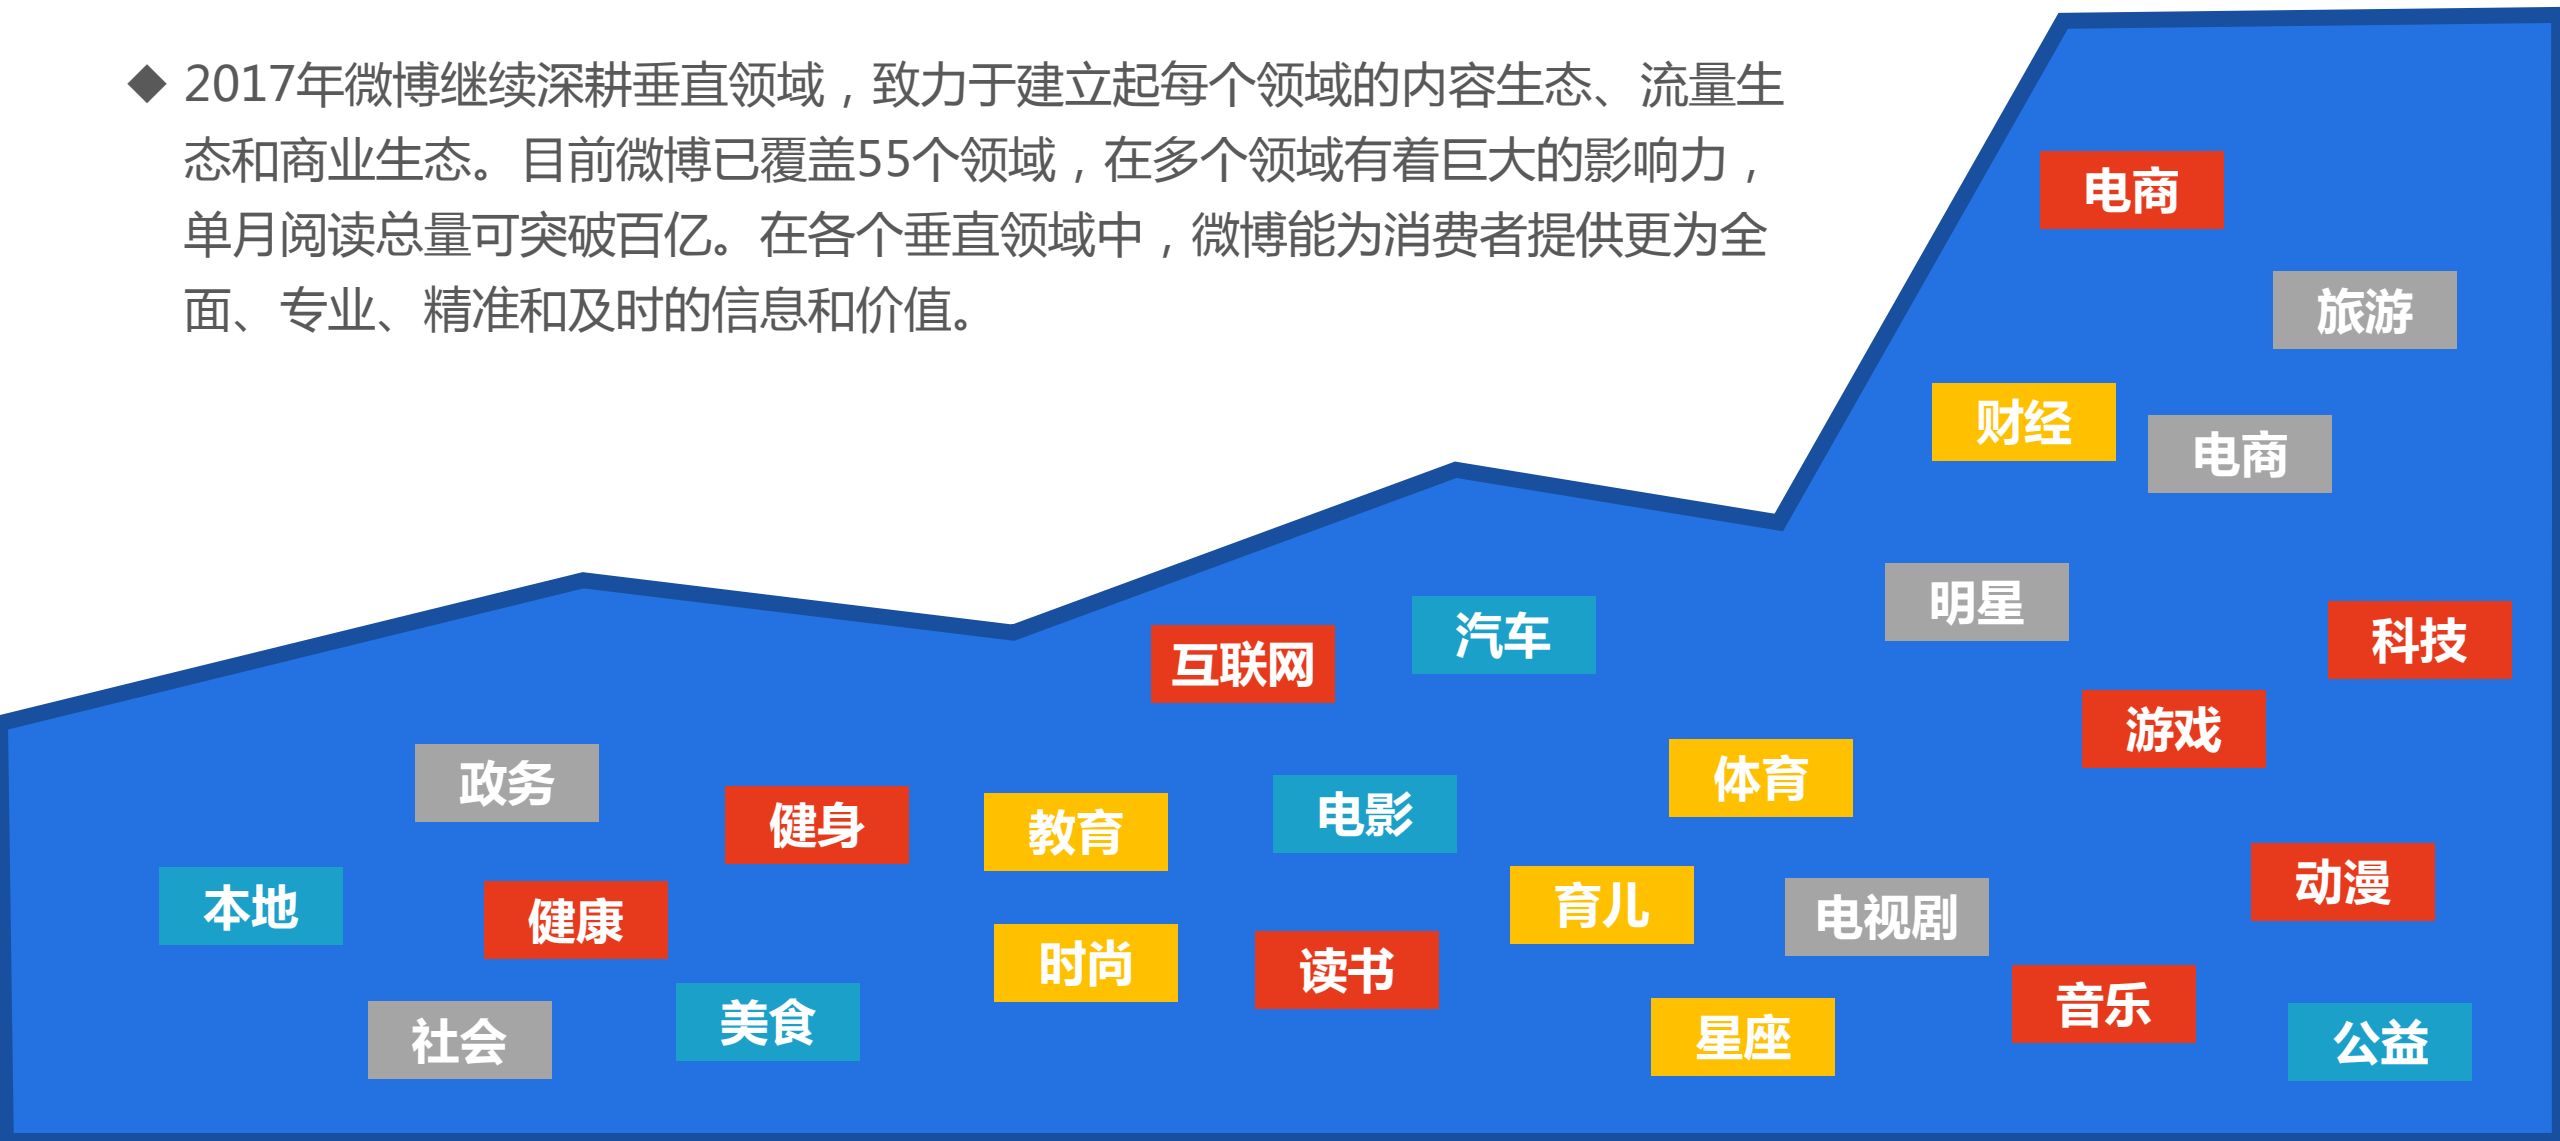 ◆ 2017年微博继续深耕垂直领域，致力于建立起每个领域的内容生态、流量生
态和商业生态。目前微博已覆盖55个领域，在多个领域有着巨大的影响力，
单月阅读总量可突破百亿。在各个垂直领域中，微博能为消费者提供更为全
面、专业、精准和及时的信息和价值。
电商
旅游
财经
电商
明星
汽车
科技
互联网
游戏
政务
体育
电影
健身
教育
动漫
育儿
本地
电视剧
健康
时尚
读书
音乐
美食
星座
社会
公益